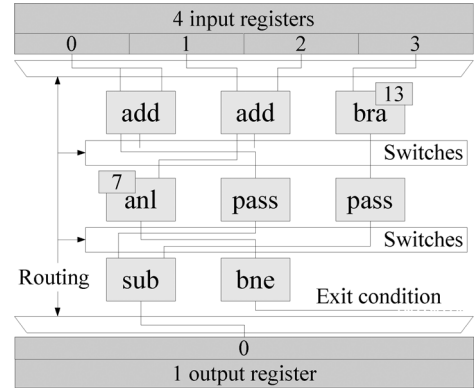 4 input registers
0 1 2 3
add add bra 13
Switches
7 anl pass pass
Switches
Routing sub bne
Exit condition
0
1 output register